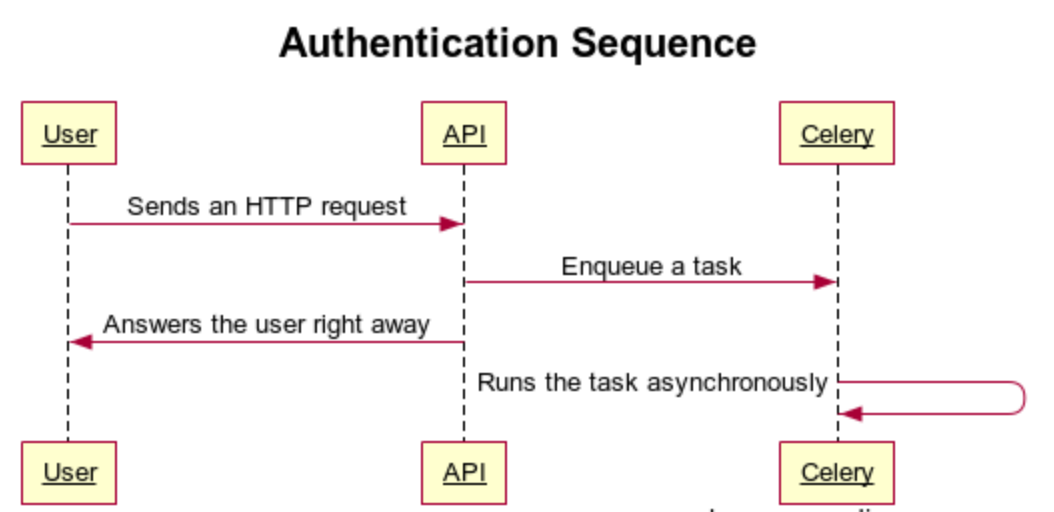 Authentication Sequence
User API Celery
Sends an HTTP request
Enqueue a task
Answers the user right away
Runs the task asynchronously
User API Celery